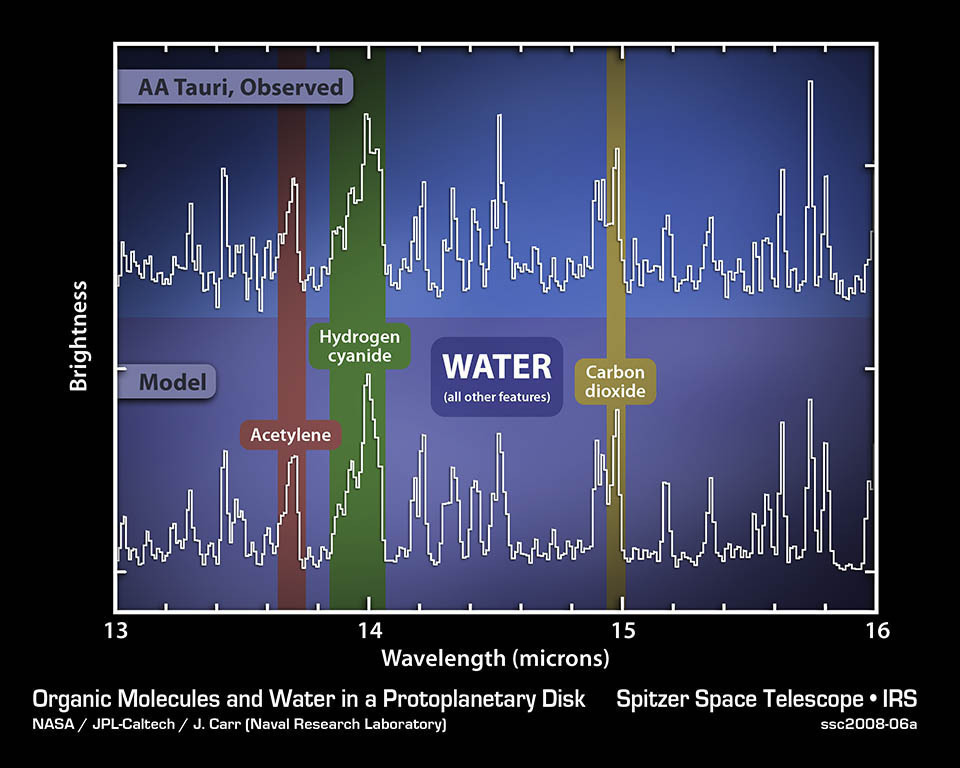 AA Tauri, Observed
Brightness
Hydrogen
cyanide
WATER
(all other features)
Carbon
dioxide
Model
Acetylene
13 14 15 16
Wavelength (microns)
Organic Molecules and Water in a Protoplanetary Disk Spitzer Space Telescope • IRS
NASA / JPL-Caltech / J. Carr (Naval Research Laboratory) ssc2008-06a